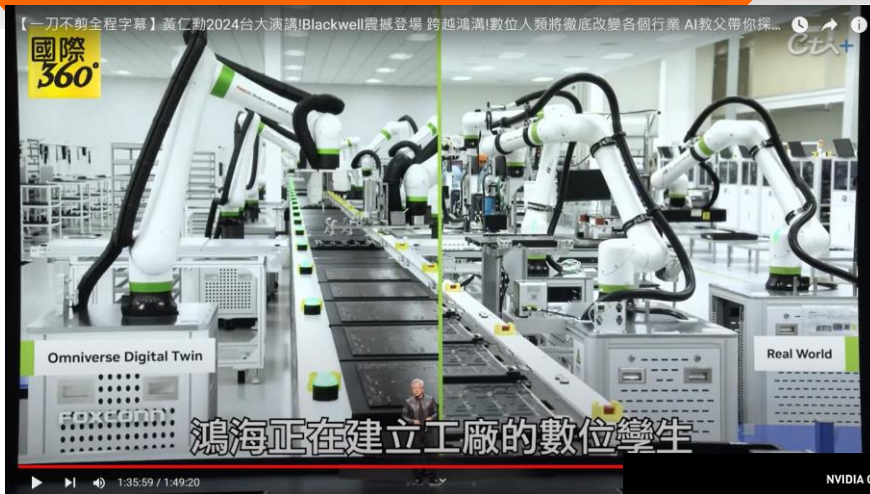 【一刀不剪全程字幕】黃仁勳2024台大演講!Blackwell震撼登場 跨越鴻溝!數位人類將徹底改變各個行業 AI教父帶你探...
國際
360°
CTi+
Omniverse Digital Twin
Real World
FOXCONN
鴻海正在建立工廠的數位孿生
1:35:59 / 1:49:20
NVIDIA